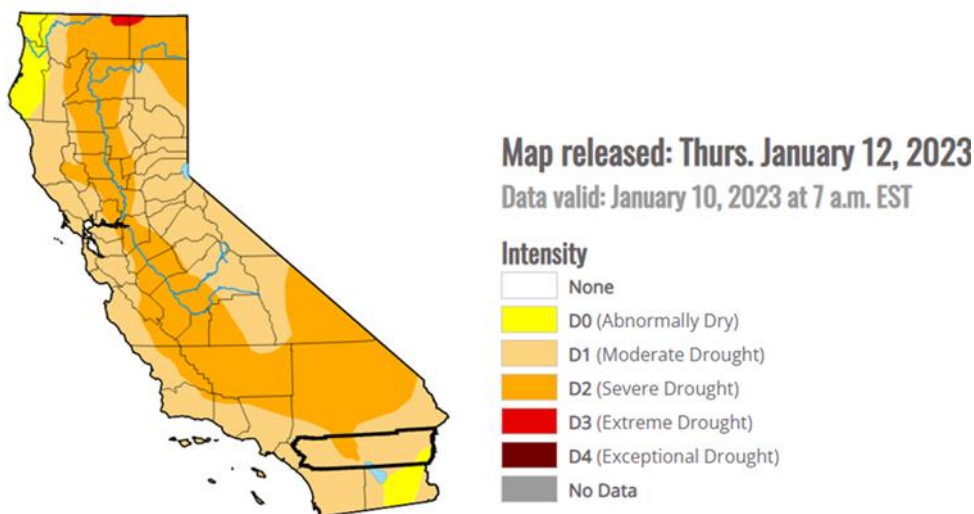 Map released: Thurs. January 12, 2023
Data valid: January 10, 2023 at 7 a.m. EST
Intensity
None
D0 (Abnormally Dry)
D1 (Moderate Drought)
D2 (Severe Drought)
D3 (Extreme Drought)
D4 (Exceptional Drought)
No Data